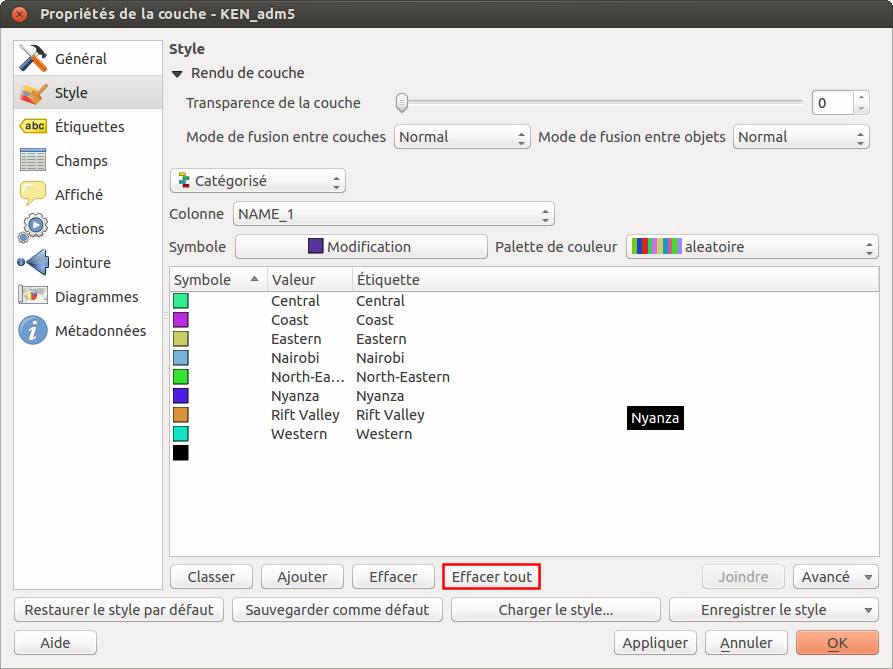 Propriétés de la couche - KEN_adm5
Général
Style
Étiquettes
Champs
Affiché
Actions
Jointure
Diagrammes
Métadonnées
Style
Rendu de couche
Transparence de la couche 0
Mode de fusion entre couches Normal Mode de fusion entre objets Normal
Catégorisé
Colonne NAME_1
Symbole Modification Palette de couleur aleatoire
Symbole Valeur Étiquette
Central Central
Coast Coast
Eastern Eastern
Nairobi Nairobi
North-Ea... North-Eastern
Nyanza Nyanza
Rift Valley Rift Valley
Western Western
Nyanza
Classer Ajouter Effacer Effacer tout Joindre Avancé
Restaurer le style par défaut Sauvegarder comme défaut Charger le style... Enregistrer le style
Aide Appliquer Annuler OK
abc